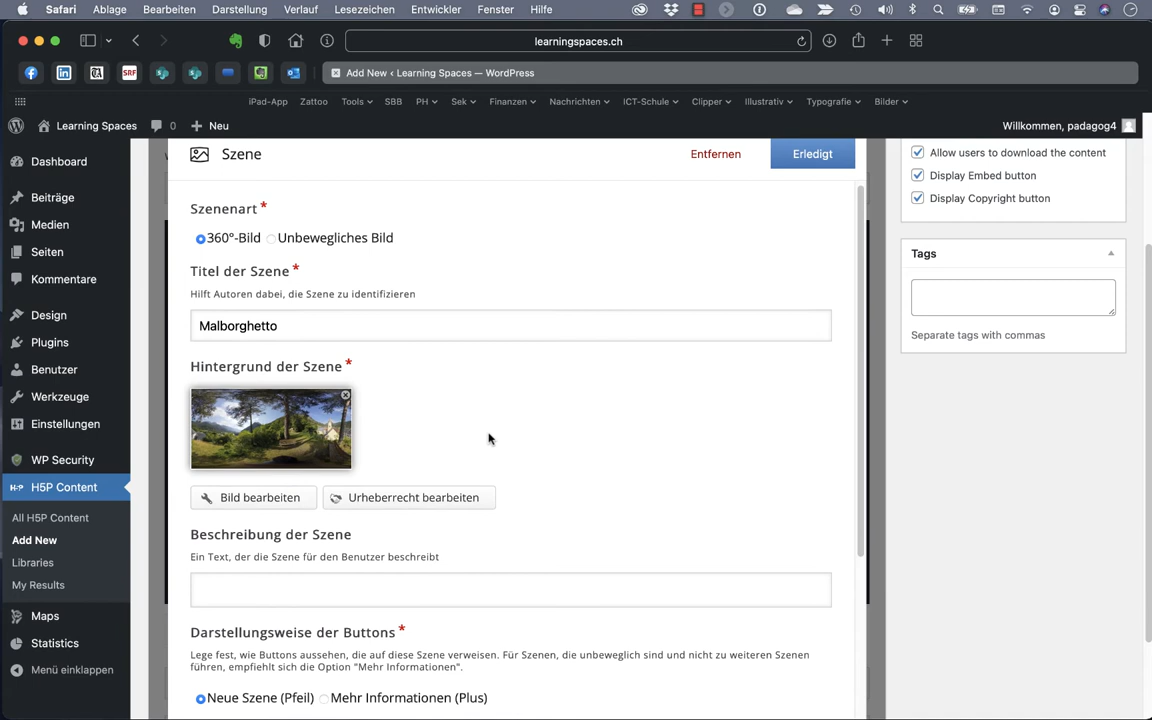 Safari Ablage Bearbeiten Darstellung Verlauf Lesezeichen Entwickler Fenster Hilfe
learningspaces.ch
SRF
Add New ‹ Learning Spaces — WordPress
iPad-App Zattoo Tools SBB PH Sek Finanzen Nachrichten ICT-Schule Clipper Illustrativ Typografie Bilder
Learning Spaces 0 Neu Willkommen, padagog4
Dashboard
Beiträge
Medien
Seiten
Kommentare
Design
Plugins
Benutzer
Werkzeuge
Einstellungen
WP Security
H5P H5P Content
All H5P Content
Add New
Libraries
My Results
Maps
Statistics
Menü einklappen
Szene
Entfernen
Erledigt
Szenenart *
360°-Bild Unbewegliches Bild
Titel der Szene *
Hilft Autoren dabei, die Szene zu identifizieren
Malborghetto
Hintergrund der Szene *
Bild bearbeiten Urheberrecht bearbeiten
Beschreibung der Szene
Ein Text, der die Szene für den Benutzer beschreibt
Darstellungsweise der Buttons *
Lege fest, wie Buttons aussehen, die auf diese Szene verweisen. Für Szenen, die unbeweglich sind und nicht zu weiteren Szenen
führen, empfiehlt sich die Option "Mehr Informationen".
Neue Szene (Pfeil) Mehr Informationen (Plus)
Allow users to download the content
Display Embed button
Display Copyright button
Tags
Separate tags with commas